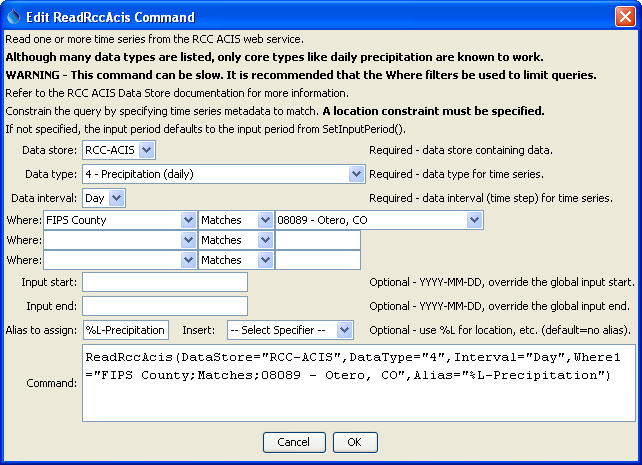 Edit ReadRccAcis Command
Read one or more time series from the RCC ACIS web service.
Although many data types are listed, only core types like daily precipitation are known to work.
WARNING - This command can be slow. It is recommended that the Where filters be used to limit queries.
Refer to the RCC ACIS Data Store documentation for more information.
Constrain the query by specifying time series metadata to match. A location constraint must be specified.
If not specified, the input period defaults to the input period from SetInputPeriod().
Data store: RCC-ACIS Required - data store containing data.
Data type: 4 - Precipitation (daily) Required - data type for time series.
Data interval: Day Required - data interval (time step) for time series.
Where: FIPS County Matches 08089 - Otero, CO
Where: Matches
Where: Matches
Input start: Optional - YYYY-MM-DD, override the global input start.
Input end: Optional - YYYY-MM-DD, override the global input end.
Alias to assign: %L-Precipitation Insert: -- Select Specifier -- Optional - use %L for location, etc. (default=no alias).
Command: ReadRccAcis(DataStore="RCC-ACIS",DataType="4",Interval="Day",Where1
="FIPS County;Matches;08089 - Otero, CO",Alias="%L-Precipitation")
Cancel OK